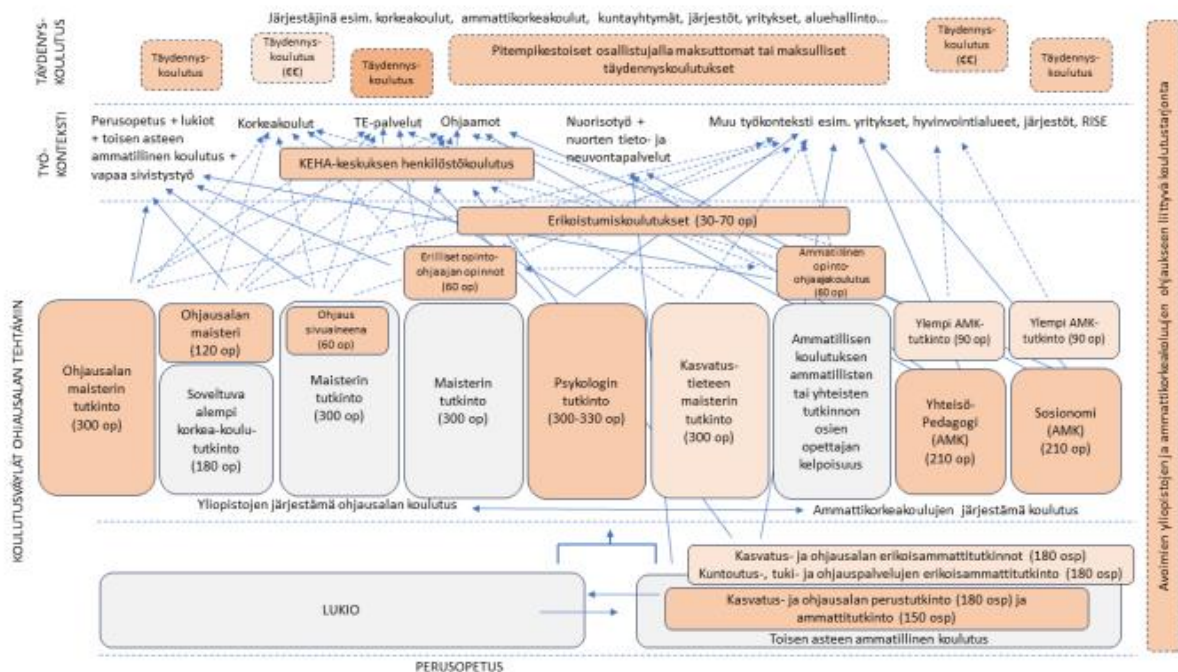 Järjestäjinä esim. korkeakoulut, ammattikorkeakoulut, kuntayhtymät, järjestöt, yritykset, aluehallinto...
TÄYDENNYS-
KOULUTUS
Täydennys-
koulutus
Täydennys-
koulutus
(€€)
Täydennys-
koulutus
Pitempikestoiset osallistujalla maksuttomat tai maksulliset
täydennyskoulutukset
Täydennys-
koulutus
(€€)
Täydennys-
koulutus
TYÖ-
KONTEKSTI
Perusopetus + lukiot
+ toisen asteen
ammatillinen koulutus +
vapaa sivistystyö
Korkeakoulut
TE-palvelut
Ohjaamot
Nuorisotyö +
nuorten tieto- ja
neuvontapalvelut
Muu työkonteksti esim. yritykset, hyvinvointialueet, järjestöt, RISE
KEHA-keskuksen henkilöstökoulutus
Erikoistumiskoulutukset (30-70 op)
KOULUTUSVÄYLÄT OHJAUSALAN TEHTÄVIIN
Erilliset opinto-
ohjaajan opinnot
(60 op)
Ammatillinen
opinto-
ohjaajakoulutus
(60 op)
Ohjausalan
maisterin
tutkinto
(300 op)
Ohjausalan
maisteri
(120 op)
Soveltuva
alempi
korkea-koulu-
tutkinto
(180 op)
Ohjaus
sivuaineena
(60 op)
Maisterin
tutkinto
(300 op)
Maisterin
tutkinto
(300 op)
Psykologin
tutkinto
(300-330 op)
Kasvatus-
tieteen
maisterin
tutkinto
(300 op)
Ammatillisen
koulutuksen
ammatillisten
tai yhteisten
tutkinnon
osien
opettajan
kelpoisuus
Ylempi AMK-
tutkinto (90 op)
Yhteisö-
Pedagogi
(AMK)
(210 op)
Ylempi AMK-
tutkinto (90 op)
Sosionomi
(AMK)
(210 op)
Yliopistojen järjestämä ohjausalan koulutus
Ammattikorkeakoulujen järjestämä koulutus
Kasvatus- ja ohjausalan erikoisammattitutkinnot (180 osp)
Kuntoutus-, tuki- ja ohjauspalvelujen erikoisammattitutkinto (180 osp)
LUKIO
Kasvatus- ja ohjausalan perustutkinto (180 osp) ja
ammattitutkinto (150 osp)
Toisen asteen ammatillinen koulutus
PERUSOPETUS
Avoimien yliopistojen ja ammattikorkeakoulujen ohjaukseen liittyvä koulutustarjonta